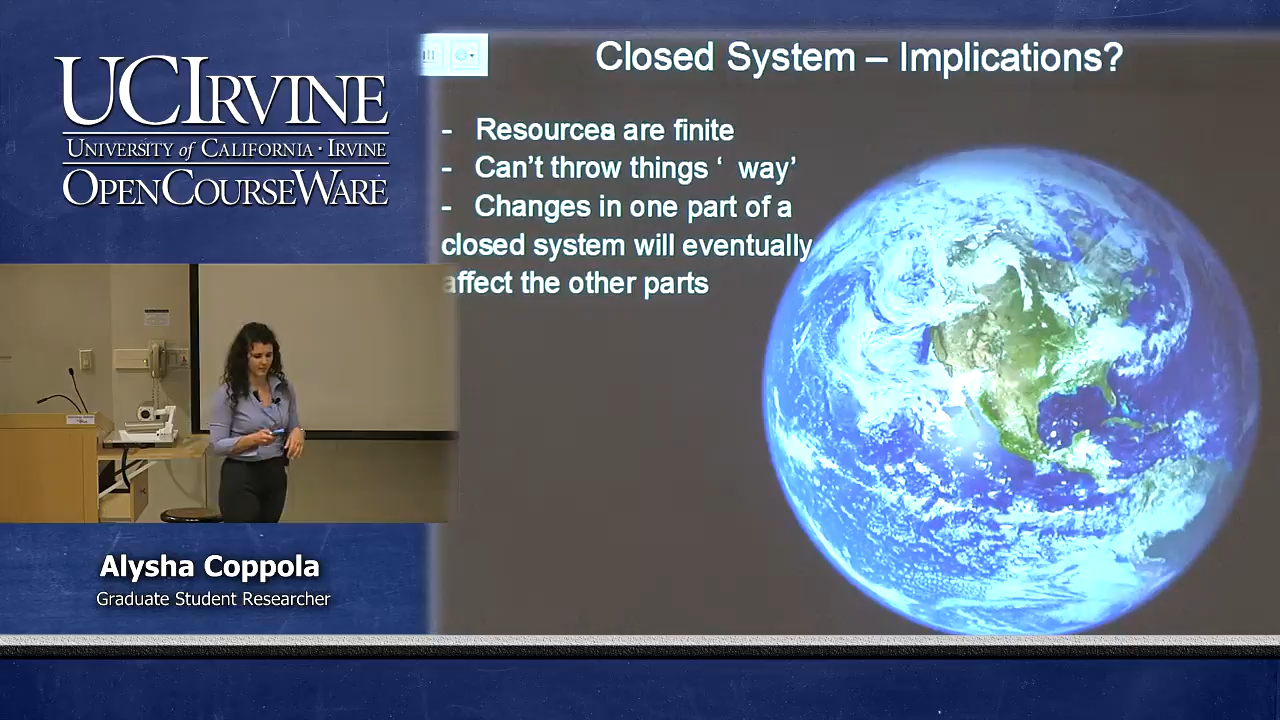 UCIRVINE
UNIVERSITY of CALIFORNIA · IRVINE
OPENCOURSEWARE
Closed System – Implications?
- Resources are finite
- Can't throw things ' way'
- Changes in one part of a
closed system will eventually
affect the other parts
Alysha Coppola
Graduate Student Researcher